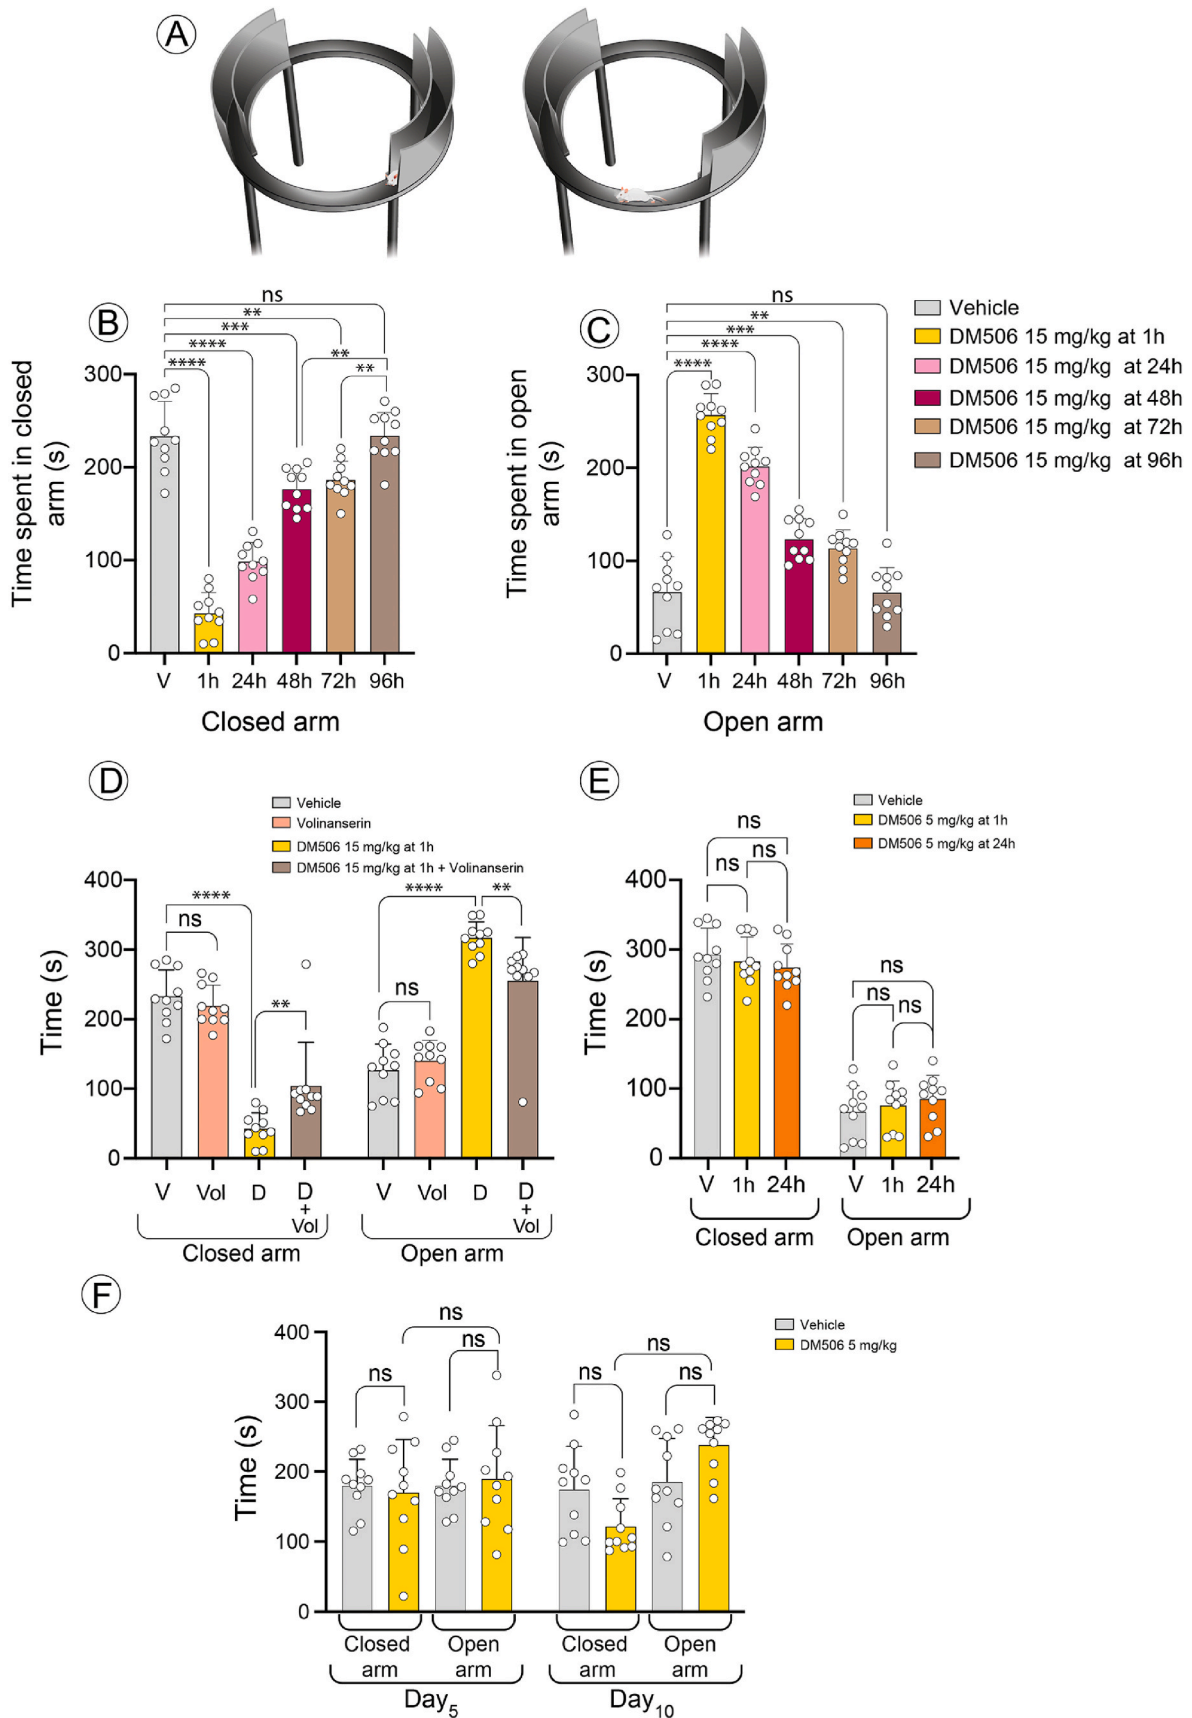 A
B
ns
**
***
****
****
**
**
Time spent in closed
arm (s)
300
200
100
0
V 1h 24h 48h 72h 96h
Closed arm
C
ns
**
***
****
****
Time spent in open
arm (s)
300
200
100
0
V 1h 24h 48h 72h 96h
Open arm
Vehicle
DM506 15 mg/kg at 1h
DM506 15 mg/kg at 24h
DM506 15 mg/kg at 48h
DM506 15 mg/kg at 72h
DM506 15 mg/kg at 96h
D
Vehicle
Volinanserin
DM506 15 mg/kg at 1h
DM506 15 mg/kg at 1h + Volinanserin
Time (s)
400
300
200
100
0
****
ns
**
****
**
ns
V Vol D D + Vol
V Vol D D + Vol
Closed arm
Open arm
E
Vehicle
DM506 5 mg/kg at 1h
DM506 5 mg/kg at 24h
Time (s)
400
300
200
100
0
ns
ns ns
ns
ns ns
V 1h 24h
V 1h 24h
Closed arm
Open arm
F
Vehicle
DM506 5 mg/kg
Time (s)
400
300
200
100
0
ns
ns
ns
ns
ns
ns
Closed
arm
Open
arm
Closed
arm
Open
arm
Day5
Day10